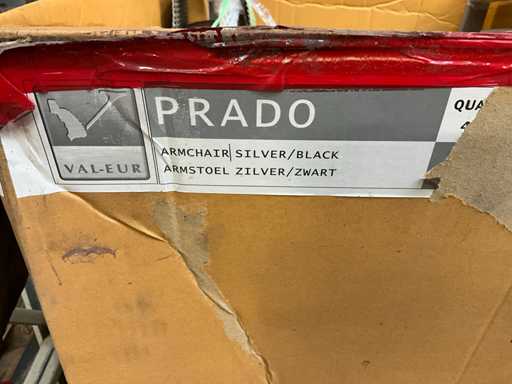 PRADO
QUA
ARMCHAIR SILVER/BLACK
ARMSTOEL ZILVER/ZWART
VAL-EUR